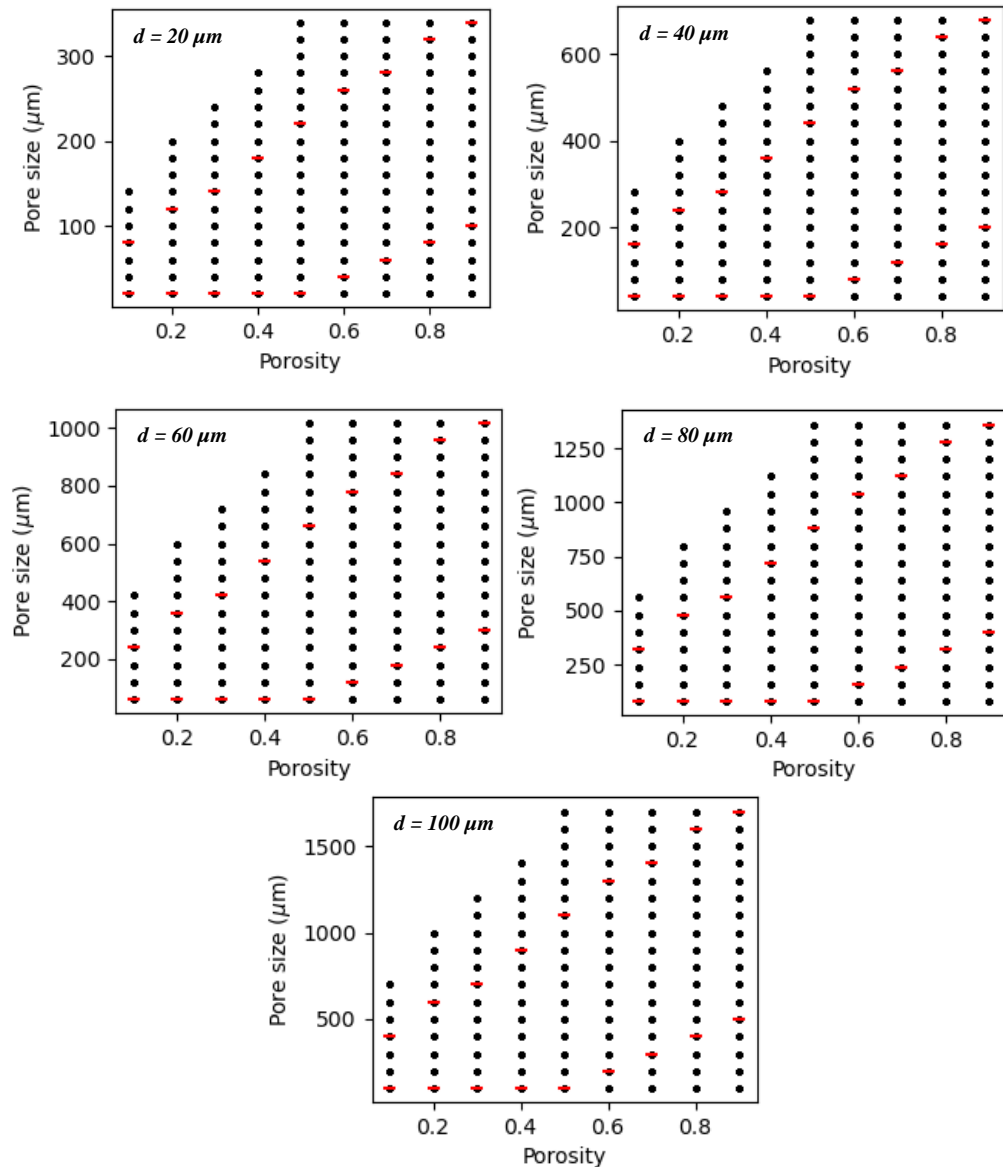 d = 20 μm
300
200
100
Pore size (μm)
0.2 0.4 0.6 0.8
Porosity
d = 40 μm
600
400
200
Pore size (μm)
0.2 0.4 0.6 0.8
Porosity
d = 60 μm
1000
800
600
400
200
Pore size (μm)
0.2 0.4 0.6 0.8
Porosity
d = 80 μm
1250
1000
750
500
250
Pore size (μm)
0.2 0.4 0.6 0.8
Porosity
d = 100 μm
1500
1000
500
Pore size (μm)
0.2 0.4 0.6 0.8
Porosity